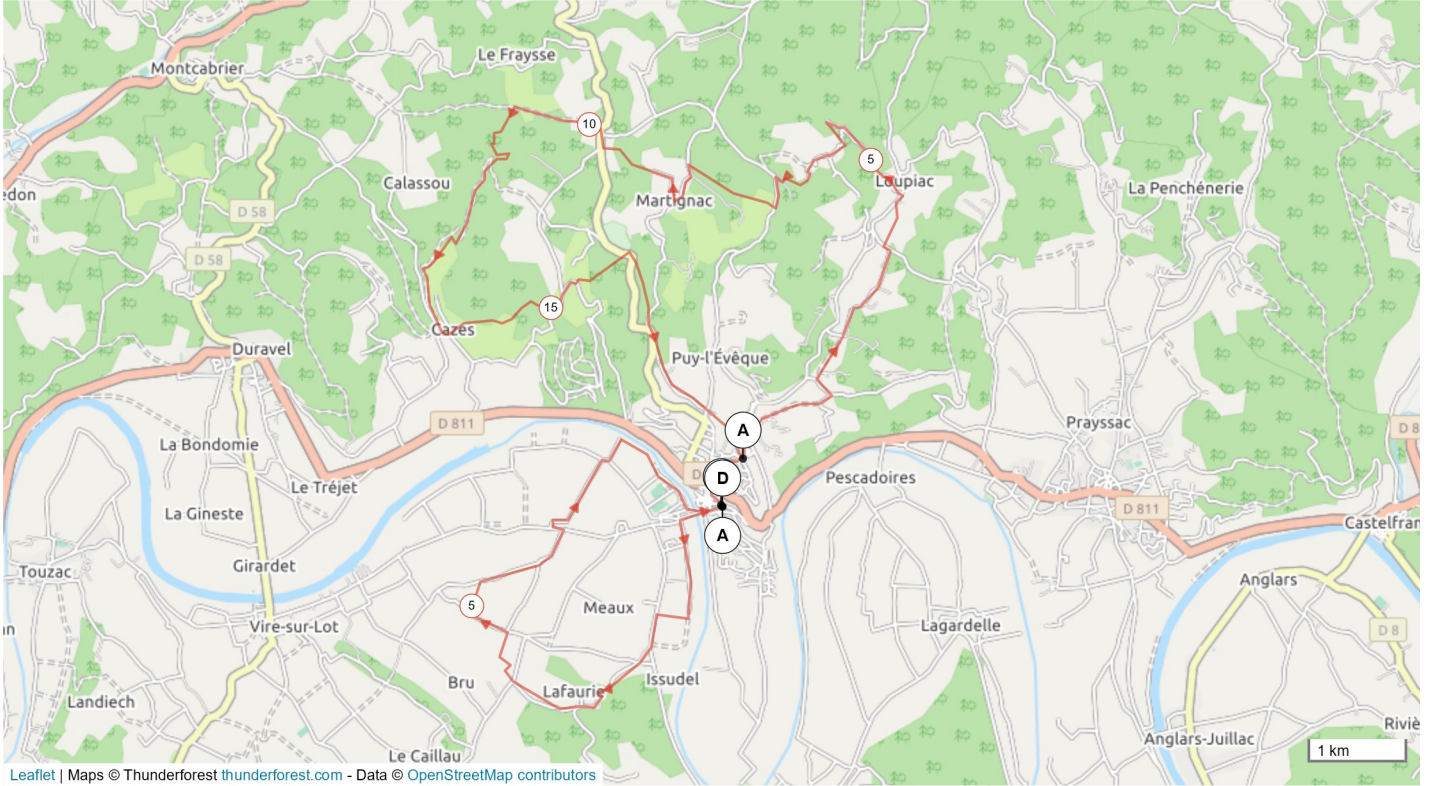 Le Fraysse
Montcabrier
10
5
Calassou
Loupiac
La Penchénerie
edon
Martignac
D 58
D 58
15
Cazes
Duravel
Puy-l'Évêque
D 811
Prayssac
A
D 8
La Bondomie
D
D
Pescadoires
Le Tréjet
La Gineste
D 811
Castelfran
A
Girardet
Touzac
Anglars
5
Meaux
Vire-sur-Lot
Lagardelle
an
D 8
Bru
Issudel
Lafaurie
Landiech
Riviè
Anglars-Juillac
Le Caillau
1 km
Leaflet | Maps © Thunderforest thunderforest.com - Data © OpenStreetMap contributors